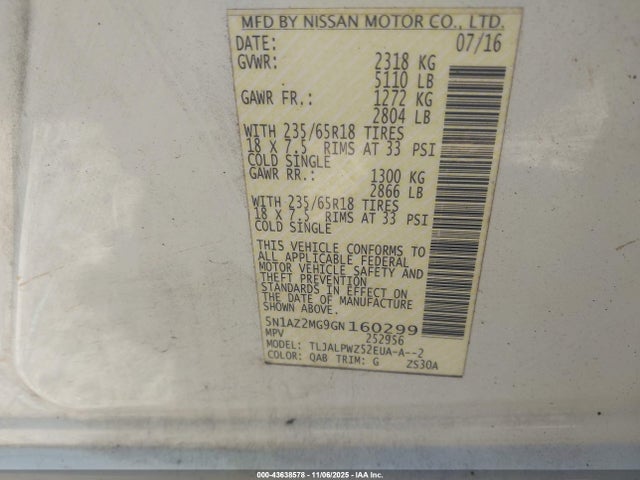 MFD BY NISSAN MOTOR CO., LTD.
DATE: 07/16
GVWR: 2318 KG
5110 LB
GAWR FR.: 1272 KG
2804 LB
WITH 235/65R18 TIRES
18 X 7.5 RIMS AT 33 PSI
COLD SINGLE
GAWR RR.: 1300 KG
2866 LB
WITH 235/65R18 TIRES
18 X 7.5 RIMS AT 33 PSI
COLD SINGLE
THIS VEHICLE CONFORMS TO
ALL APPLICABLE FEDERAL
MOTOR VEHICLE SAFETY AND
THEFT PREVENTION
STANDARDS IN EFFECT ON
THE DATE OF MANUFACTURE
SHOWN ABOVE.
5N1AZ2MG9GN160299
MPV 252956
MODEL: TLJALPWZ52EUA-A--2
COLOR: QAB TRIM: G ZS30A
000-43638578 - 11/06/2025 - IAA Inc.